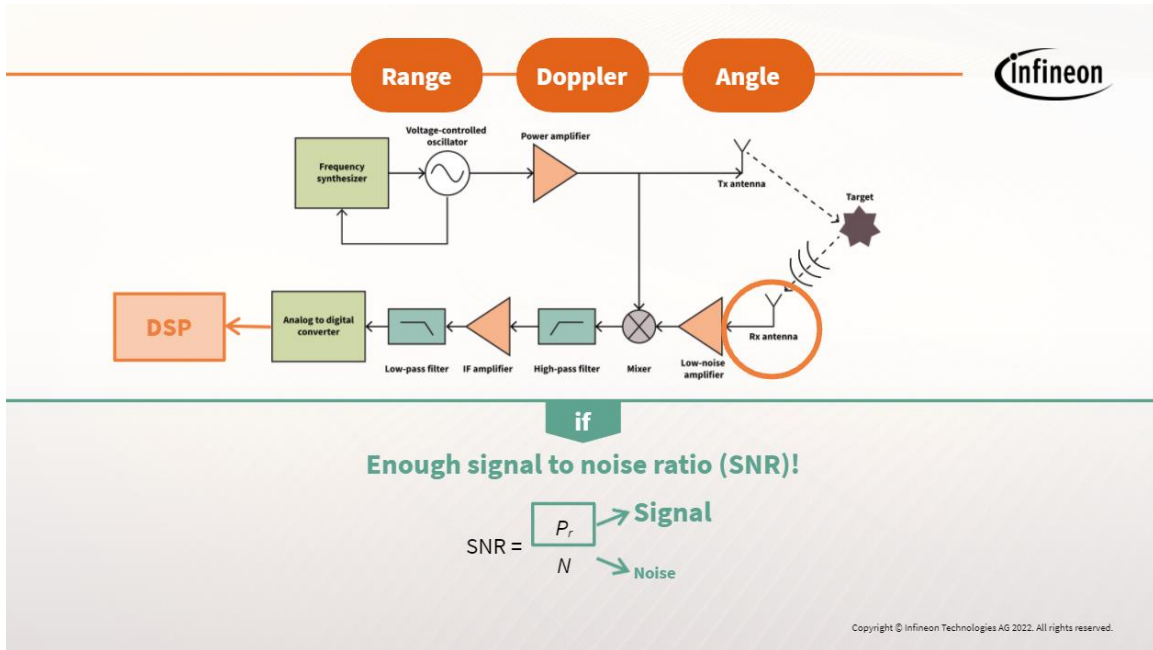 Range
Doppler
Angle
infineon
Voltage-controlled
oscillator
Power amplifier
Frequency
synthesizer
Tx antenna
Target
DSP
Analog to digital
converter
Low-pass filter
IF amplifier
High-pass filter
Mixer
Low-noise
amplifier
Rx antenna
if
Enough signal to noise ratio (SNR)!
SNR =
Pr
N
Signal
Noise
Copyright © Infineon Technologies AG 2022. All rights reserved.